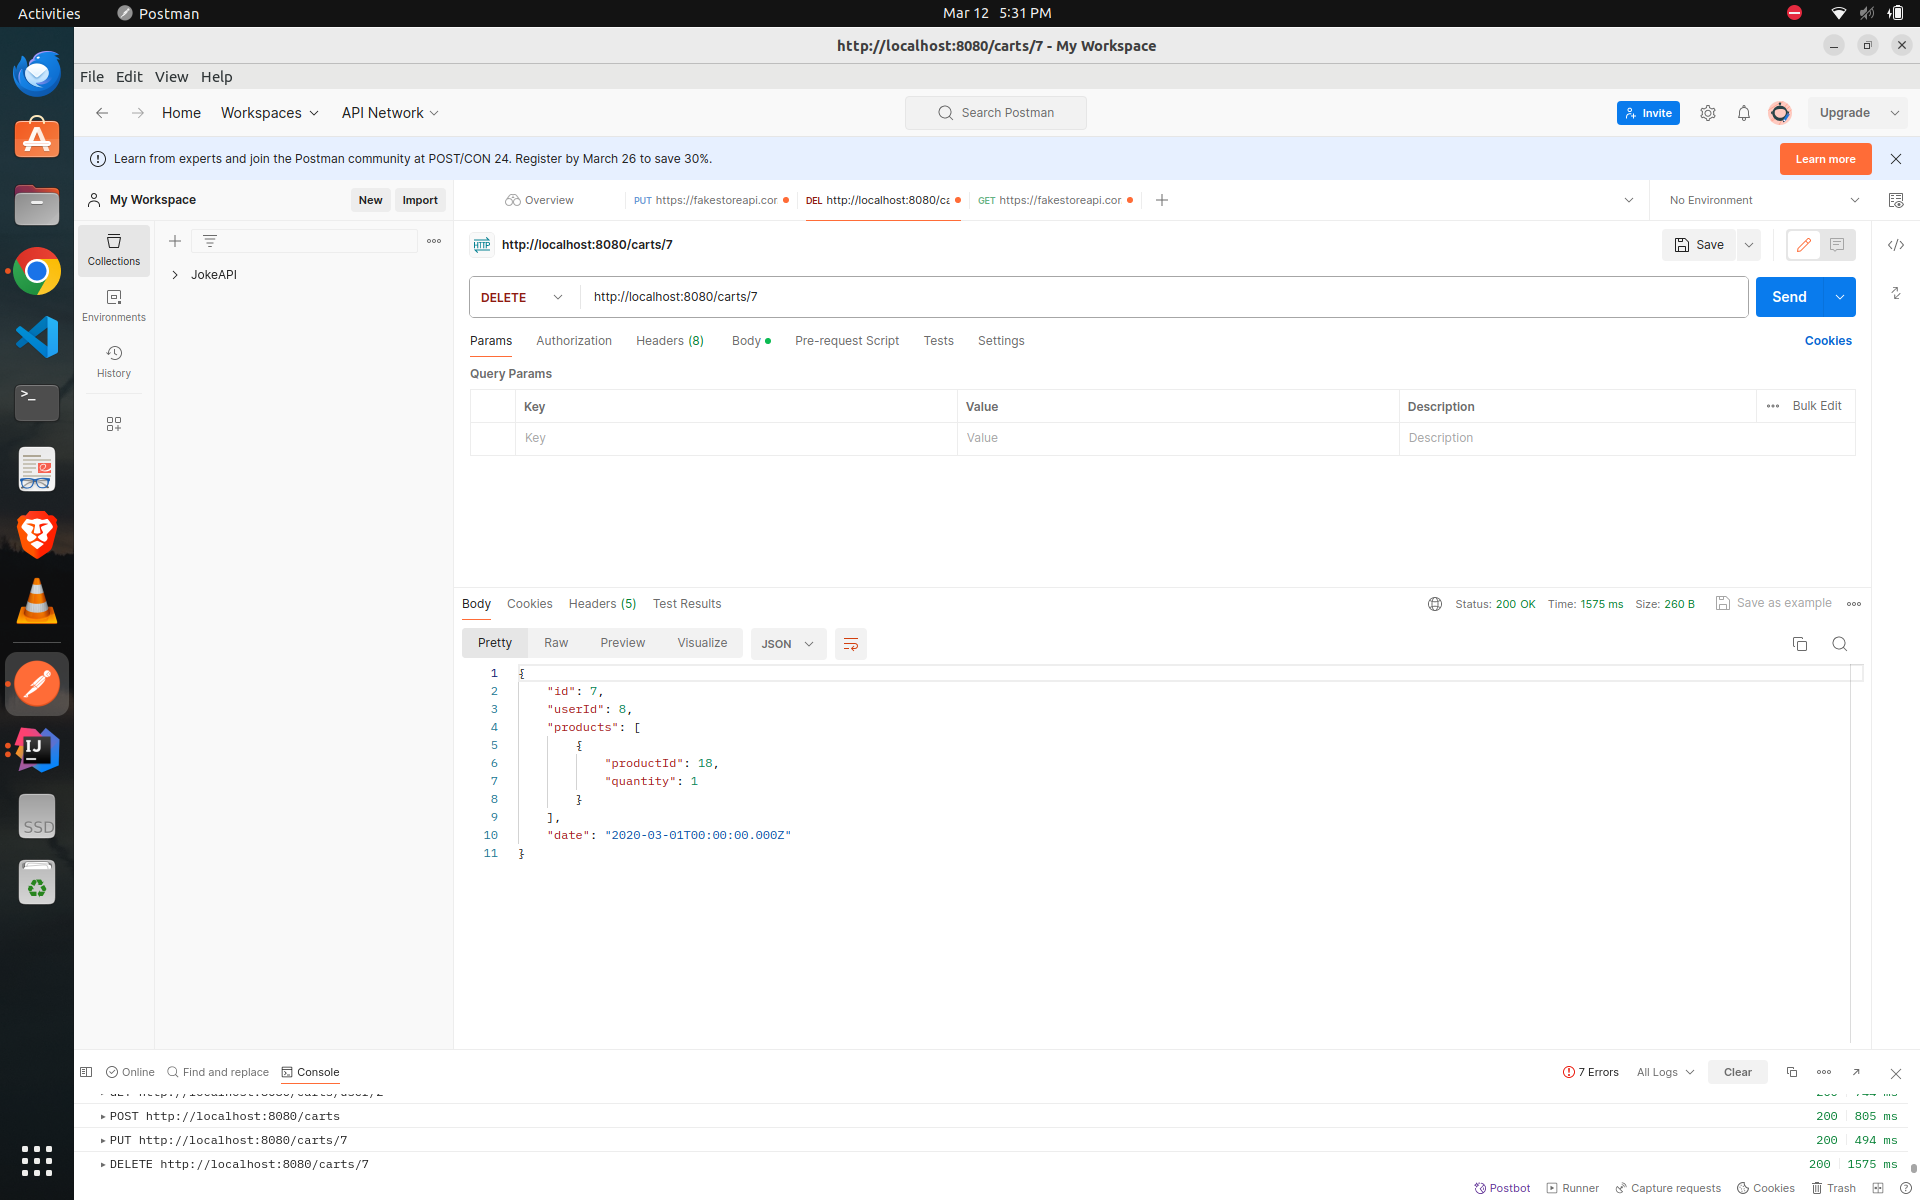 Activities Postman Mar 12 5:31 PM
http://localhost:8080/carts/7 - My Workspace
File Edit View Help
Home Workspaces API Network Search Postman Invite Upgrade
Learn from experts and join the Postman community at POST/CON 24. Register by March 26 to save 30%. Learn more
My Workspace New Import Overview PUT https://fakestoreapi.cor DEL http://localhost:8080/ca GET https://fakestoreapi.cor No Environment
Collections
JokeAPI
Environments
History
HTTP http://localhost:8080/carts/7 Save
DELETE http://localhost:8080/carts/7 Send
Params Authorization Headers (8) Body Pre-request Script Tests Settings Cookies
Query Params
Key Value Description Bulk Edit
Key Value Description
Body Cookies Headers (5) Test Results Status: 200 OK Time: 1575 ms Size: 260 B Save as example
Pretty Raw Preview Visualize JSON
1 {
2 "id": 7,
3 "userId": 8,
4 "products": [
5 {
6 "productId": 18,
7 "quantity": 1
8 }
9 ],
10 "date": "2020-03-01T00:00:00.000Z"
11 }
IJ
SSD
Online Find and replace Console 7 Errors All Logs Clear
POST http://localhost:8080/carts 200 805 ms
PUT http://localhost:8080/carts/7 200 494 ms
DELETE http://localhost:8080/carts/7 200 1575 ms
Postbot Runner Capture requests Cookies Trash